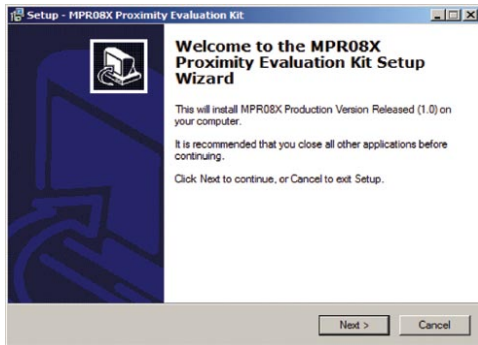 Setup - MPR08X Proximity Evaluation Kit
Welcome to the MPR08X
Proximity Evaluation Kit Setup
Wizard
This will install MPR08X Production Version Released (1.0) on
your computer.
It is recommended that you close all other applications before
continuing.
Click Next to continue, or Cancel to exit Setup.
Next >
Cancel